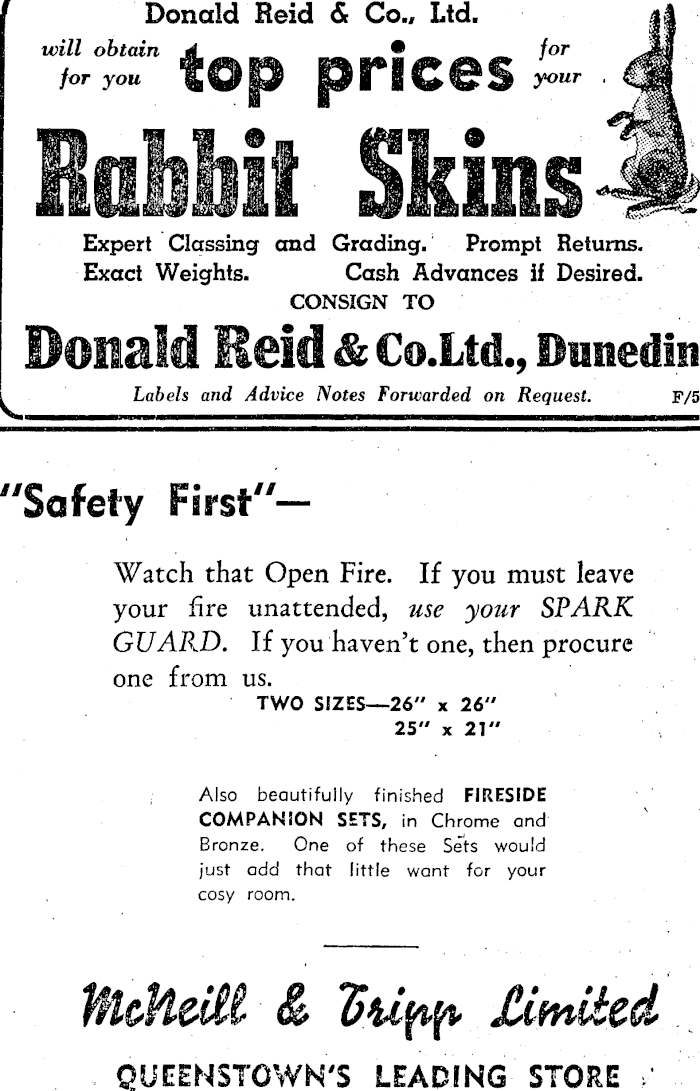 Donald Reid & Co., Ltd.
will obtain for you top prices for your
Rabbit Skins
Expert Classing and Grading. Prompt Returns.
Exact Weights. Cash Advances if Desired.
CONSIGN TO
Donald Reid & Co.Ltd., Dunedin
Labels and Advice Notes Forwarded on Request. F/5
"Safety First"—
Watch that Open Fire. If you must leave
your fire unattended, use your SPARK
GUARD. If you haven't one, then procure
one from us.
TWO SIZES—26" x 26"
25" x 21"
Also beautifully finished FIRESIDE
COMPANION SETS, in Chrome and
Bronze. One of these Sets would
just add that little want for your
cosy room.
McNeill & Tripp Limited
QUEENSTOWN'S LEADING STORE